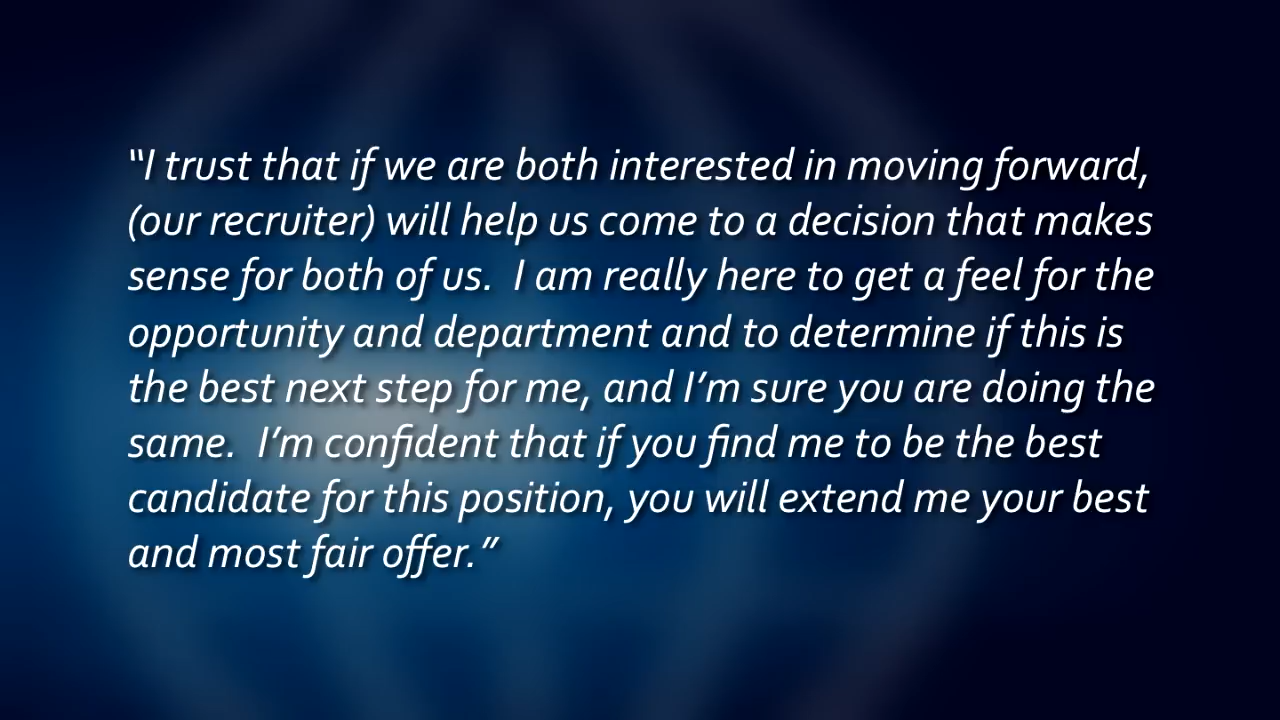 “I trust that if we are both interested in moving forward,
(our recruiter) will help us come to a decision that makes
sense for both of us.  I am really here to get a feel for the
opportunity and department and to determine if this is
the best next step for me, and I’m sure you are doing the
same.  I’m confident that if you find me to be the best
candidate for this position, you will extend me your best
and most fair offer.”